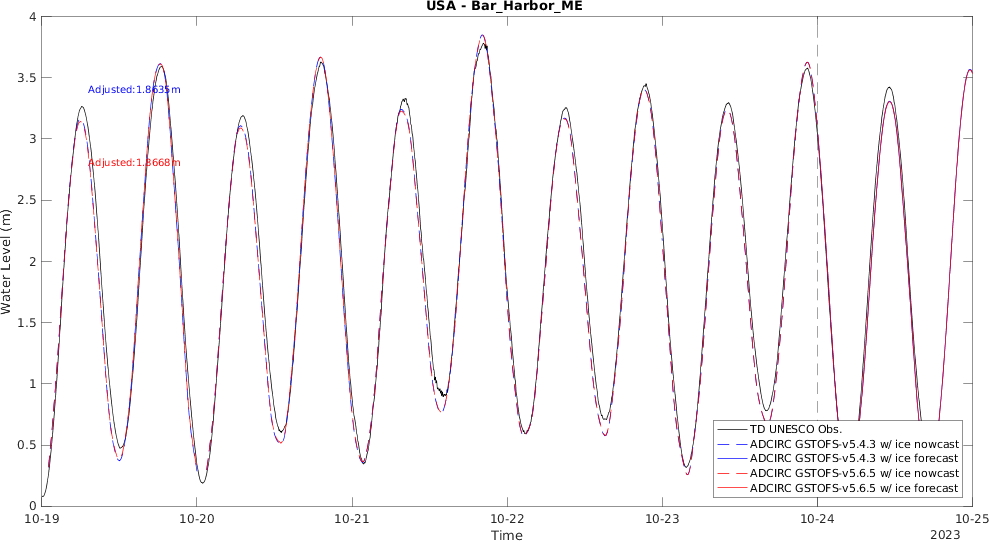 USA - Bar_Harbor_ME
4
3.5
3
2.5
2
1.5
1
0.5
0
Water Level (m)
Adjusted:1.8635m
Adjusted:1.8668m
TD UNESCO Obs.
ADCIRC GSTOFS-v5.4.3 w/ ice nowcast
ADCIRC GSTOFS-v5.4.3 w/ ice forecast
ADCIRC GSTOFS-v5.6.5 w/ ice nowcast
ADCIRC GSTOFS-v5.6.5 w/ ice forecast
10-19 10-20 10-21 10-22 10-23 10-24 10-25
Time
2023